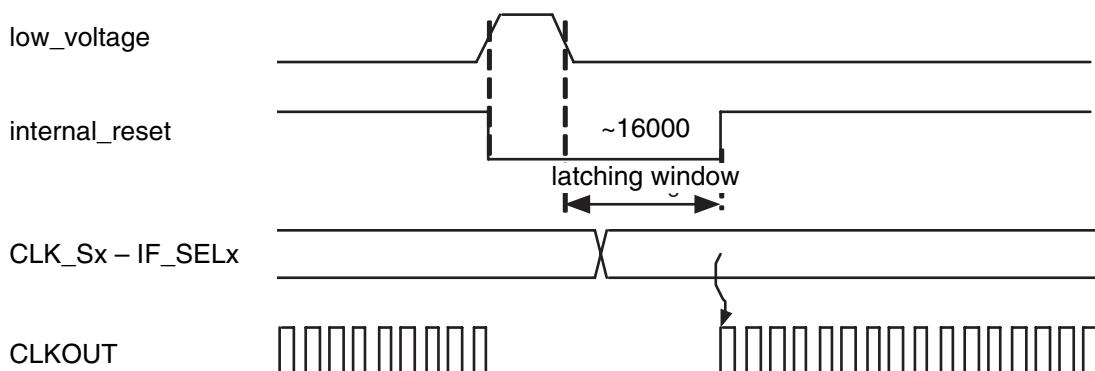 low_voltage
internal_reset
~16000
latching window
CLK_Sx – IF_SELx
CLKOUT